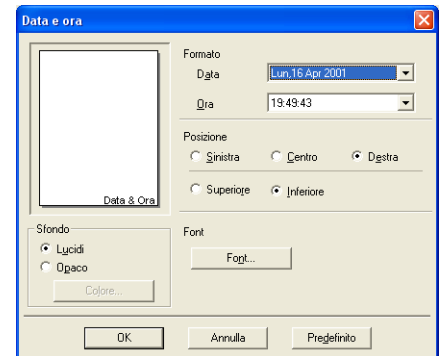 Data e ora
Formato
Data Lun,16 Apr 2001
Ora 19:49:43
Posizione
Sinistra Centro Destra
Superiore Inferiore
Data & Ora
Sfondo
Lucidi
Opaco
Colore...
Font
Font...
OK Annulla Predefinito